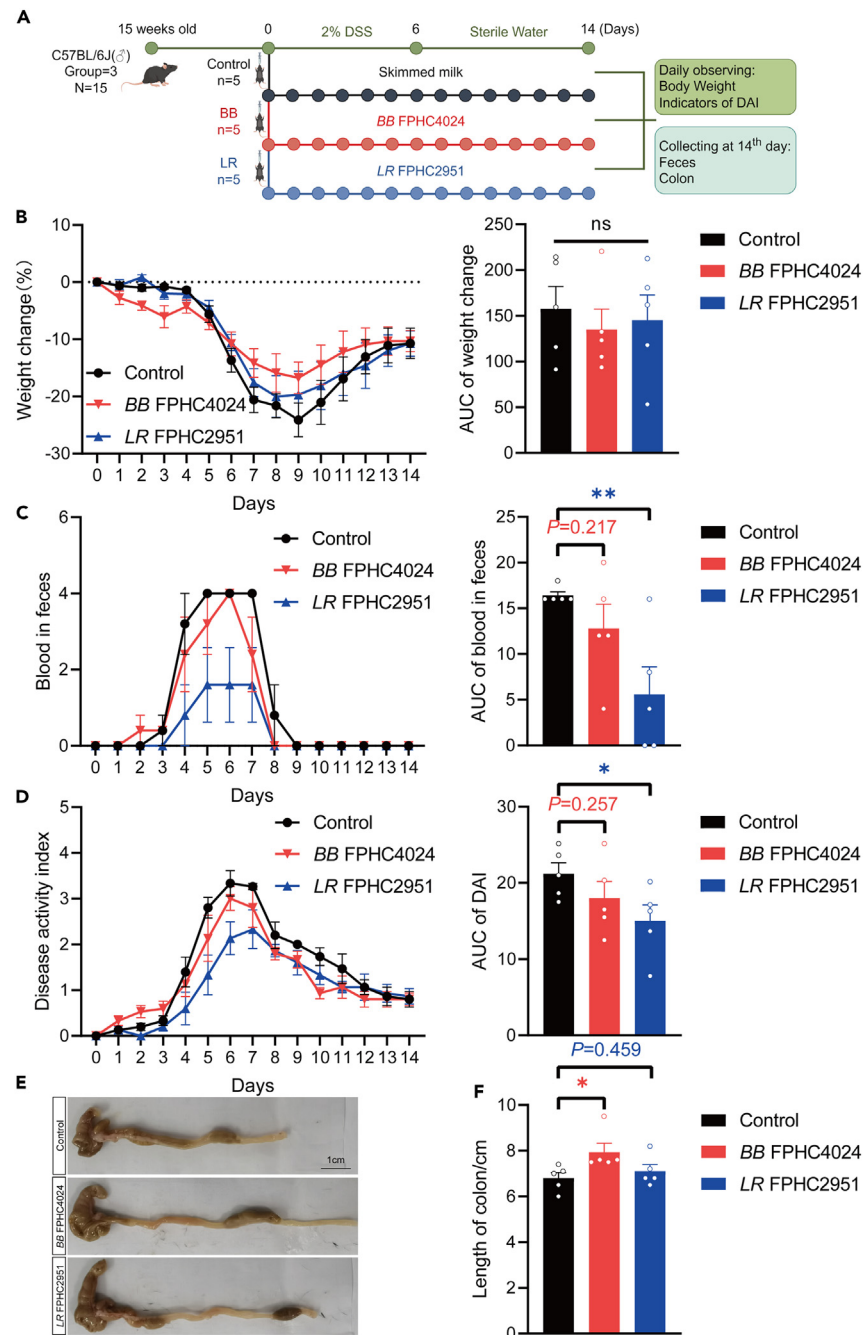 A
15 weeks old
0
2% DSS
6
Sterile Water
14 (Days)
C57BL/6J(♂)
Group=3
N=15
Control
n=5
Skimmed milk
BB
n=5
BB FPHC4024
LR
n=5
LR FPHC2951
Daily observing:
Body Weight
Indicators of DAI
Collecting at 14th day:
Feces
Colon
B
Weight change(%)
10
0
-10
-20
-30
Control
BB FPHC4024
LR FPHC2951
0 1 2 3 4 5 6 7 8 9 10 11 12 13 14
Days
AUC of weight change
250
200
150
100
50
0
ns
Control
BB FPHC4024
LR FPHC2951
C
Blood in feces
6
4
2
0
Control
BB FPHC4024
LR FPHC2951
0 1 2 3 4 5 6 7 8 9 10 11 12 13 14
Days
AUC of blood in feces
25
20
15
10
5
0
**
P=0.217
Control
BB FPHC4024
LR FPHC2951
D
Disease activity index
5
4
3
2
1
0
Control
BB FPHC4024
LR FPHC2951
0 1 2 3 4 5 6 7 8 9 10 11 12 13 14
Days
AUC of DAI
30
20
10
0
*
P=0.257
Control
BB FPHC4024
LR FPHC2951
E
Control
1cm
BB FPHC4024
LR FPHC2951
F
Length of colon/cm
10
8
6
4
2
0
P=0.459
*
Control
BB FPHC4024
LR FPHC2951